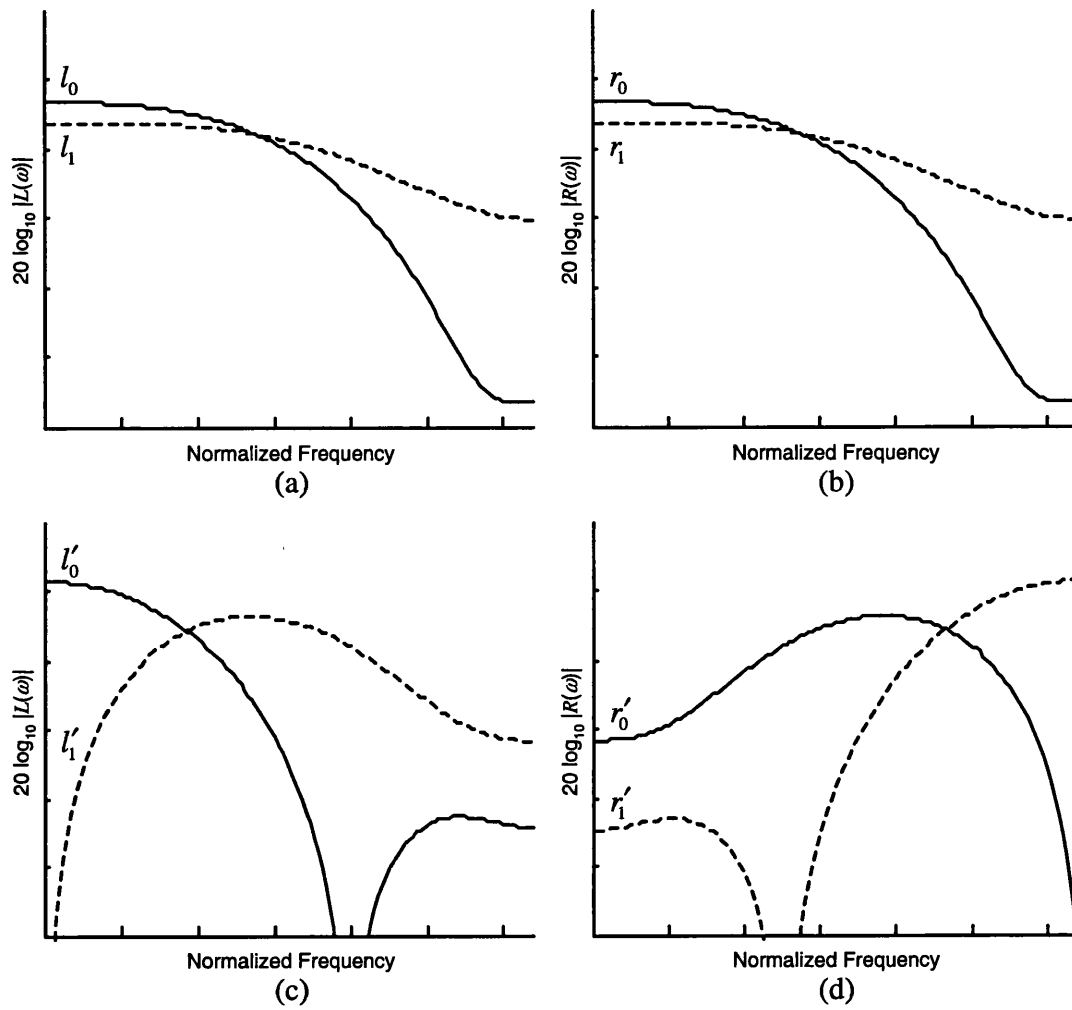 l₀
l₁
20 log₁₀ |L(ω)|
Normalized Frequency
(a)
r₀
r₁
20 log₁₀ |R(ω)|
Normalized Frequency
(b)
l′₀
l′₁
20 log₁₀ |L(ω)|
Normalized Frequency
(c)
r′₀
r′₁
20 log₁₀ |R(ω)|
Normalized Frequency
(d)